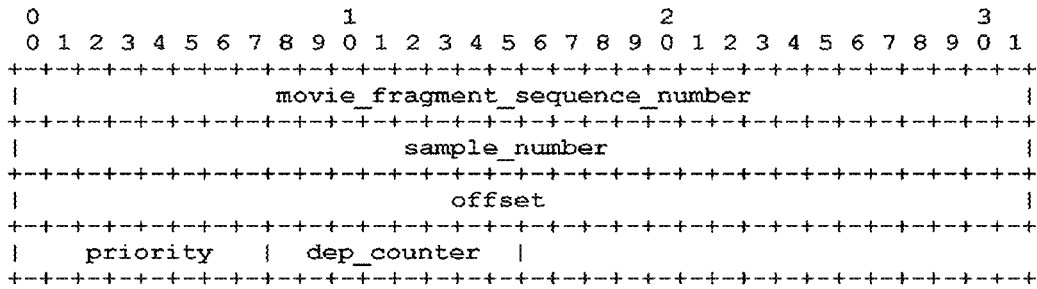 0                   1                   2                   3
 0 1 2 3 4 5 6 7 8 9 0 1 2 3 4 5 6 7 8 9 0 1 2 3 4 5 6 7 8 9 0 1
+-+-+-+-+-+-+-+-+-+-+-+-+-+-+-+-+-+-+-+-+-+-+-+-+-+-+-+-+-+-+-+-+
|                movie_fragment_sequence_number                 |
+-+-+-+-+-+-+-+-+-+-+-+-+-+-+-+-+-+-+-+-+-+-+-+-+-+-+-+-+-+-+-+-+
|                        sample_number                          |
+-+-+-+-+-+-+-+-+-+-+-+-+-+-+-+-+-+-+-+-+-+-+-+-+-+-+-+-+-+-+-+-+
|                           offset                              |
+-+-+-+-+-+-+-+-+-+-+-+-+-+-+-+-+-+-+-+-+-+-+-+-+-+-+-+-+-+-+-+-+
|    priority   |  dep_counter  |
+-+-+-+-+-+-+-+-+-+-+-+-+-+-+-+-+-+-+-+-+-+-+-+-+-+-+-+-+-+-+-+-+